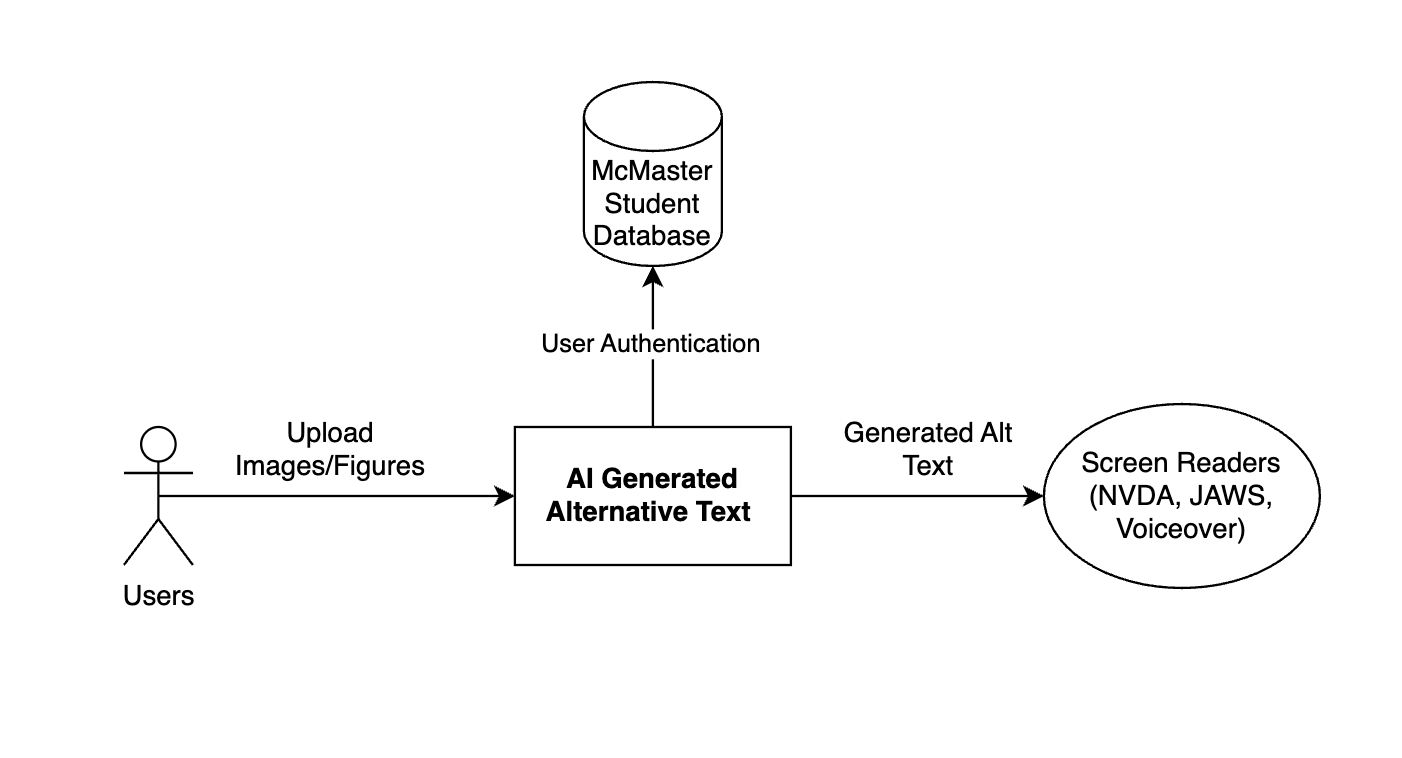 McMaster
Student
Database
User Authentication
Upload
Images/Figures
Users
AI Generated
Alternative Text
Generated Alt
Text
Screen Readers
(NVDA, JAWS,
Voiceover)